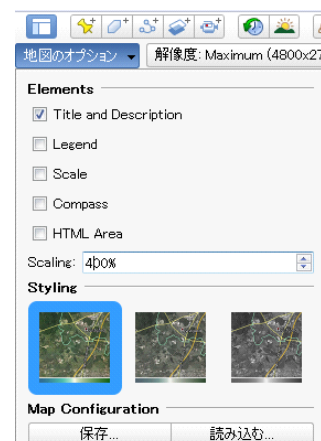 地図のオプション 解像度: Maximum (4800x27
Elements
Title and Description
Legend
Scale
Compass
HTML Area
Scaling: 400%
Styling
Map Configuration
保存... 読み込む...